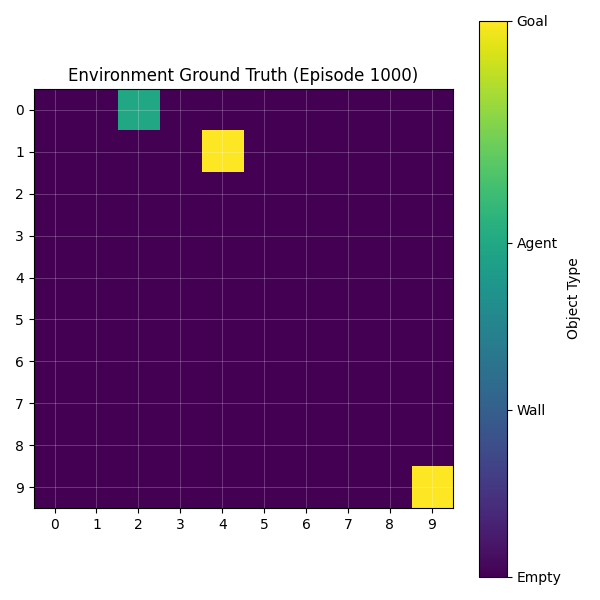 Environment Ground Truth (Episode 1000)
0
1
2
3
4
5
6
7
8
9
0 1 2 3 4 5 6 7 8 9
Goal
Agent
Wall
Empty
Object Type